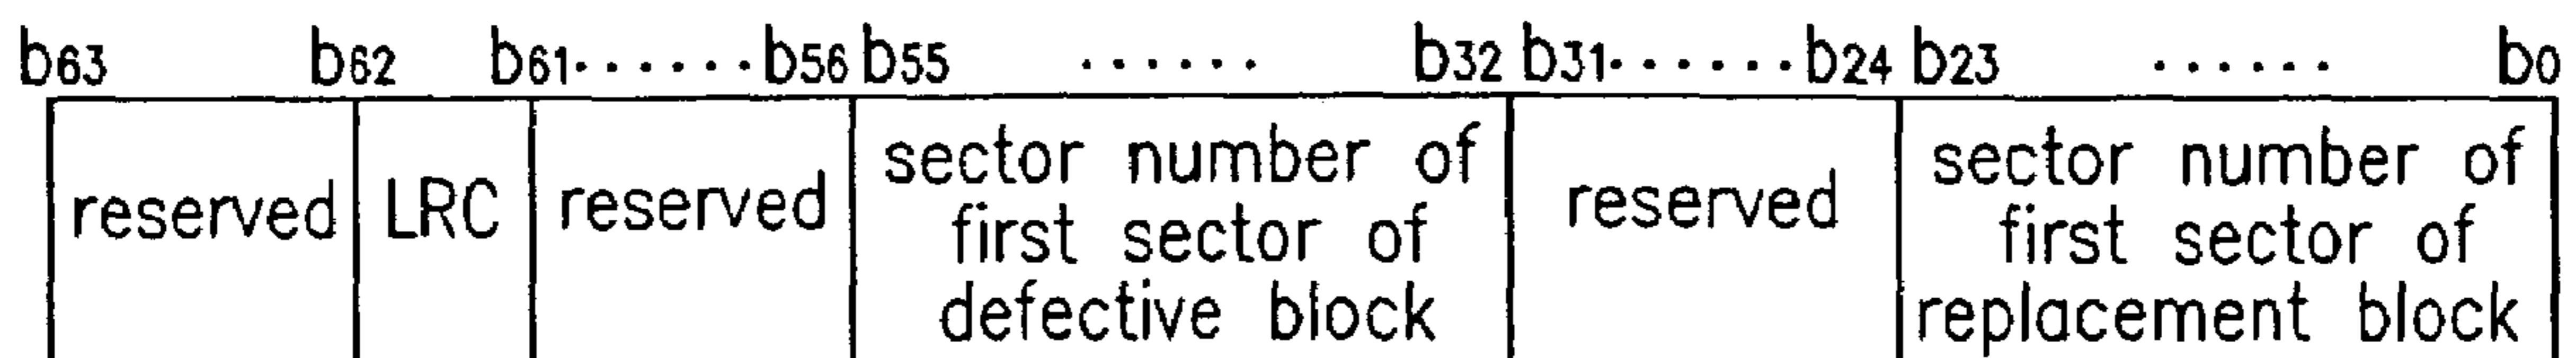 b63 b62 b61······b56 b55 ······ b32 b31······b24 b23 ······ b0
reserved
LRC
reserved
sector number of
first sector of
defective block
reserved
sector number of
first sector of
replacement block